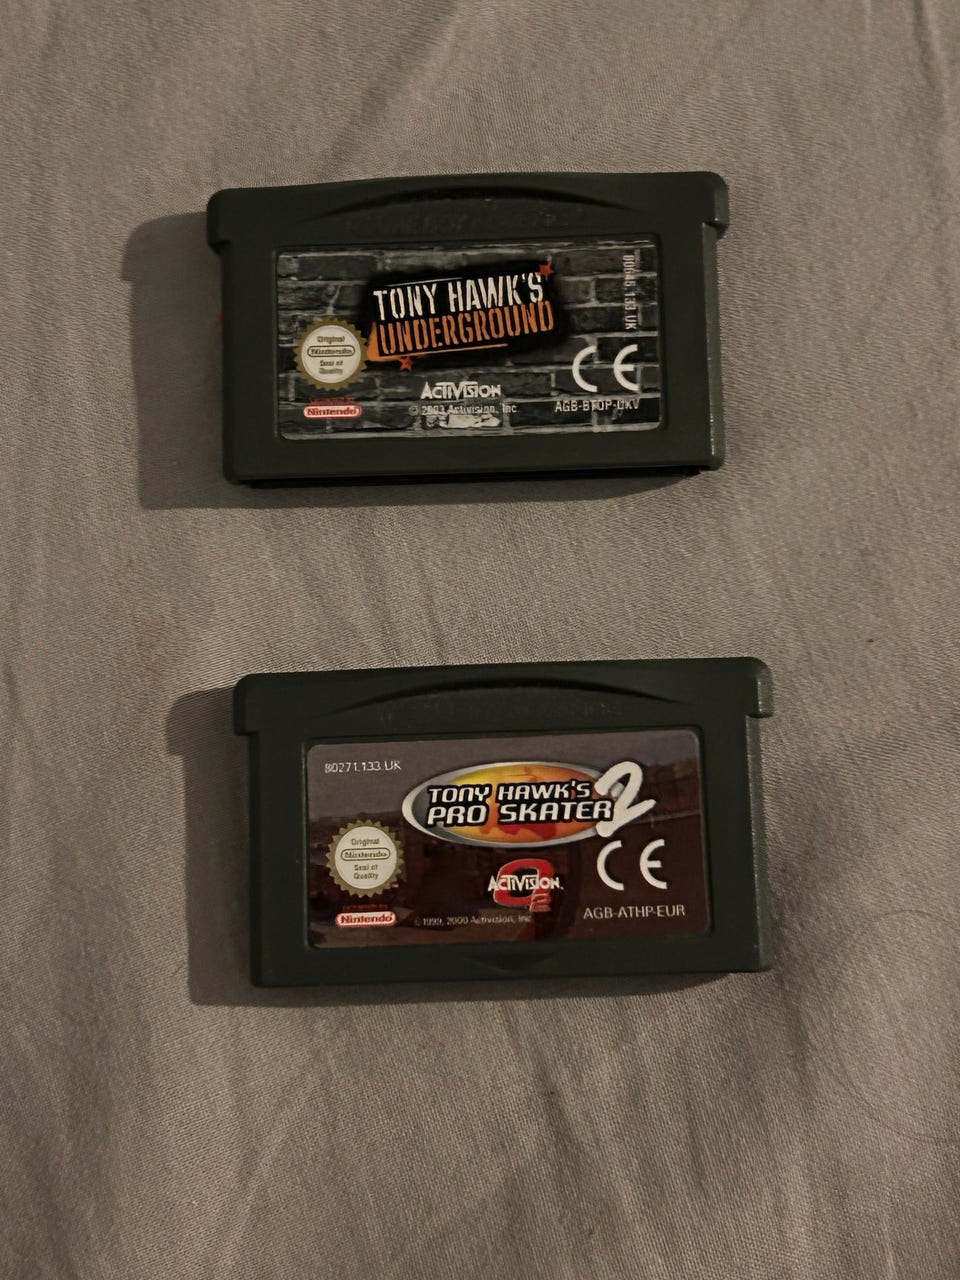 TONY HAWK'S
UNDERGROUND
Original
Nintendo
Seal of
Quality
Nintendo
ACTIVISION
© 2003 Activision, Inc.
CE
80271.133 UK
TONY HAWK'S
PRO SKATER 2
Original
Nintendo
Seal of
Quality
Nintendo
ACTIVISION
O2
© 1999, 2000 Activision, Inc.
CE
AGB-ATHP-EUR